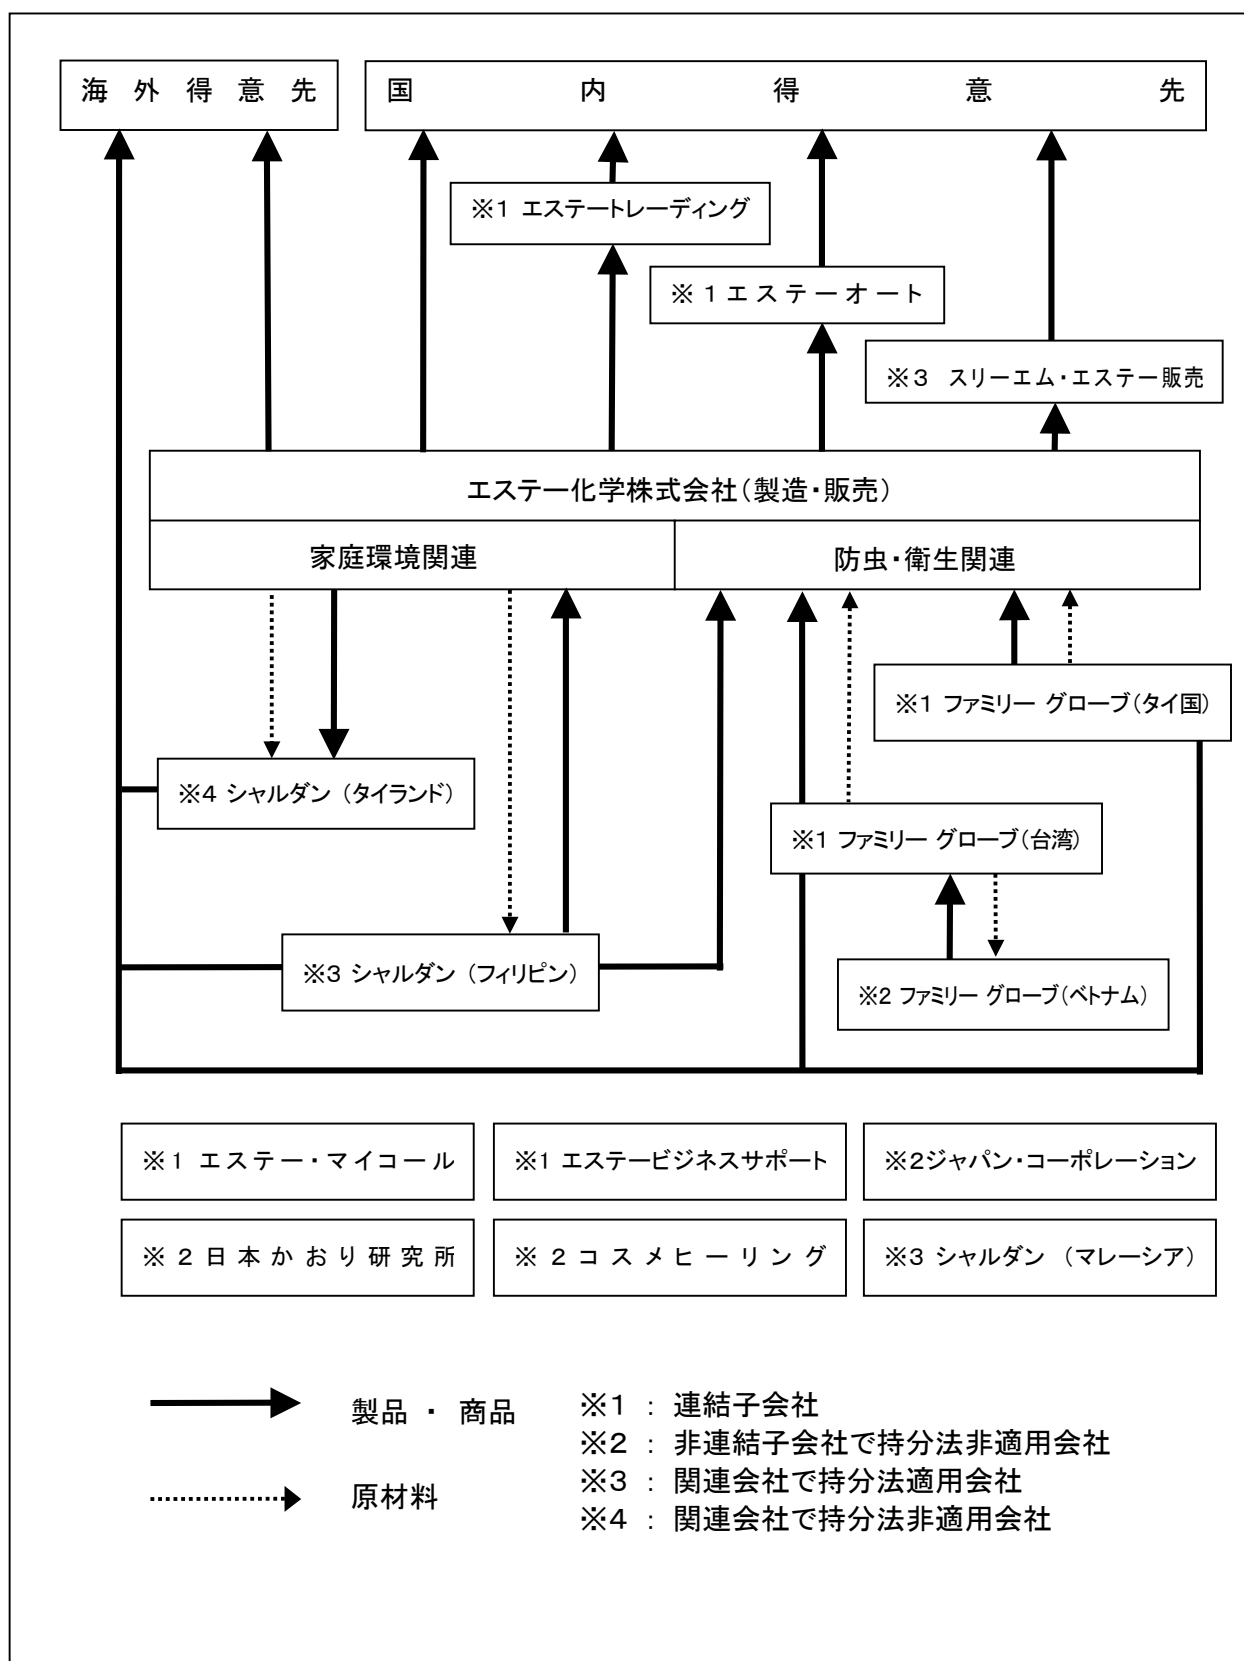 海外得意先
国内得意先
※1 エステートレーディング
※1エステーオート
※3 スリーエム・エステー販売
エステー化学株式会社(製造・販売)
家庭環境関連
防虫・衛生関連
※1 ファミリー グローブ(タイ国)
※4 シャルダン (タイランド)
※1 ファミリー グローブ(台湾)
※3 シャルダン (フィリピン)
※2 ファミリー グローブ(ベトナム)
※1 エステー・マイコール
※1 エステービジネスサポート
※2ジャパン・コーポレーション
※2日本かおり研究所
※2コスメヒーリング
※3 シャルダン (マレーシア)
製品 ・ 商品
原材料
※1 : 連結子会社
※2 : 非連結子会社で持分法非適用会社
※3 : 関連会社で持分法適用会社
※4 : 関連会社で持分法非適用会社